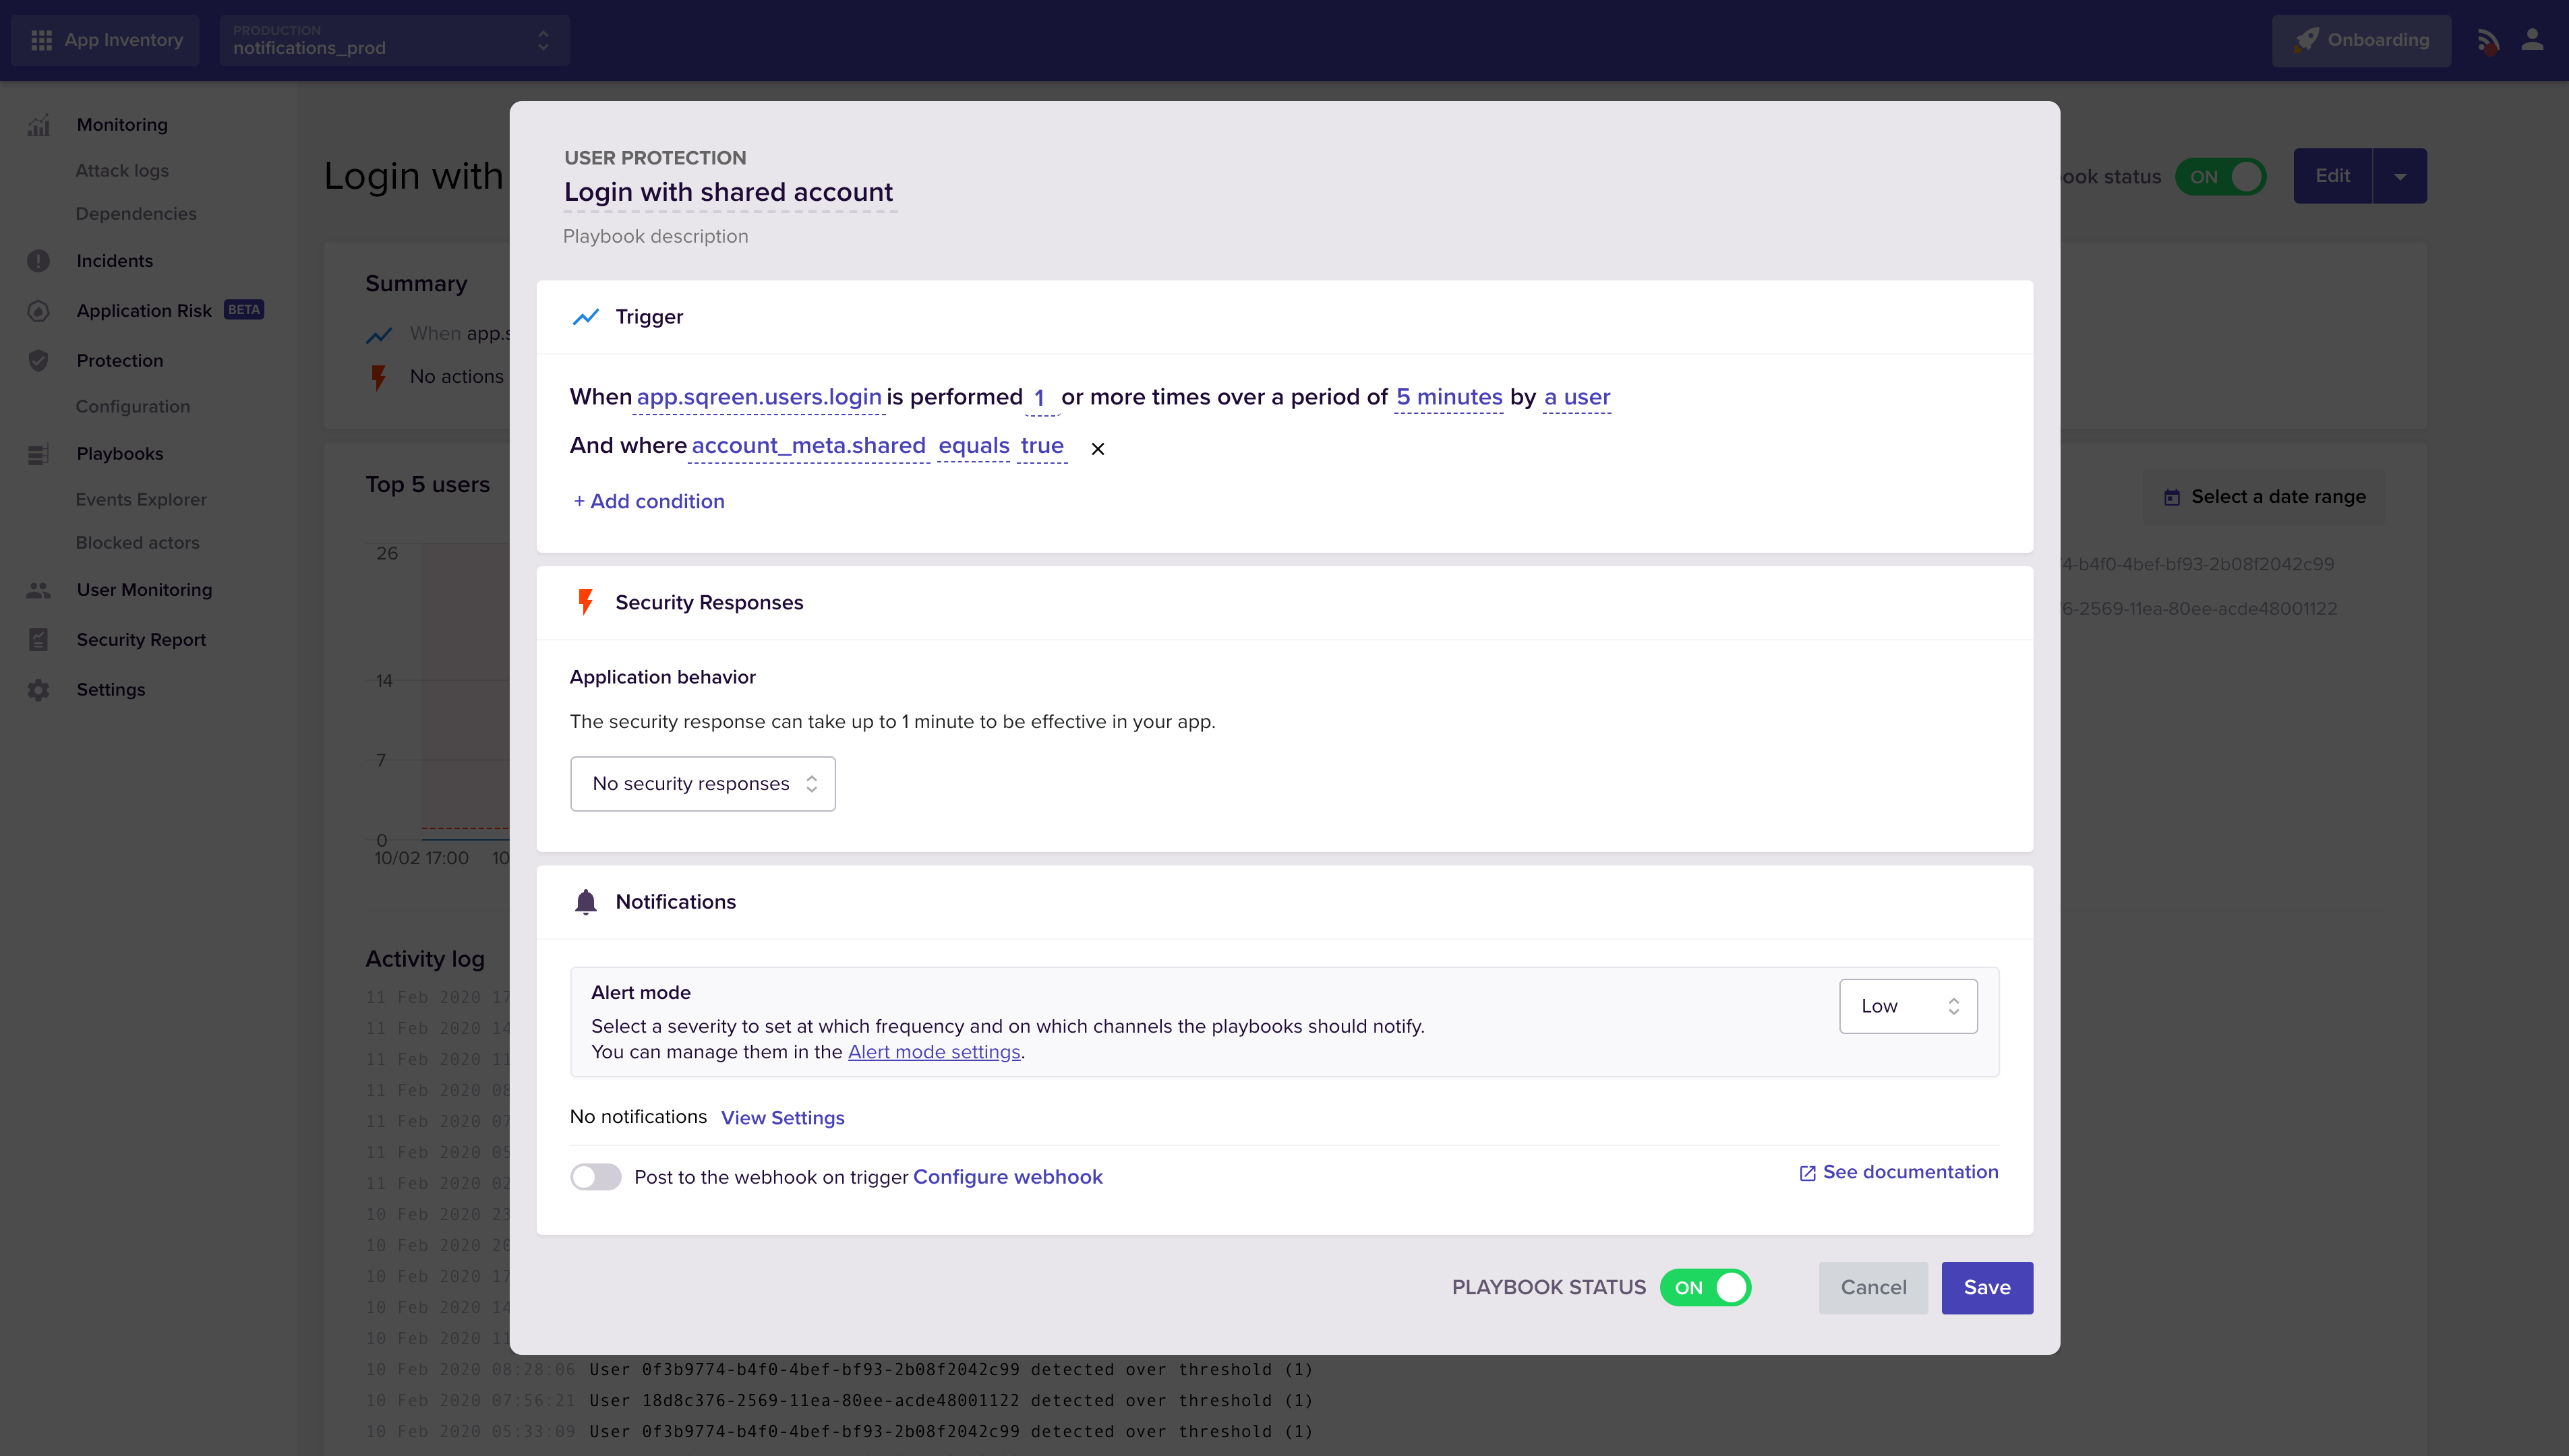 App Inventory
PRODUCTION
notifications_prod
Onboarding
Monitoring
Attack logs
Dependencies
Incidents
Application Risk BETA
Protection
Configuration
Playbooks
Events Explorer
Blocked actors
User Monitoring
Security Report
Settings
Login with
ook status ON Edit
Summary
When app.s
No actions
Top 5 users
Select a date range
26
14
7
0
10/02 17:00 10
4-b4f0-4bef-bf93-2b08f2042c99
6-2569-11ea-80ee-acde48001122
USER PROTECTION
Login with shared account
Playbook description
Trigger
When app.sqreen.users.login is performed 1 or more times over a period of 5 minutes by a user
And where account_meta.shared equals true ×
+ Add condition
Security Responses
Application behavior
The security response can take up to 1 minute to be effective in your app.
No security responses
Notifications
Alert mode
Low
Select a severity to set at which frequency and on which channels the playbooks should notify.
You can manage them in the Alert mode settings.
No notifications View Settings
Post to the webhook on trigger Configure webhook
See documentation
PLAYBOOK STATUS ON Cancel Save
Activity log
11 Feb 2020 17
11 Feb 2020 14
11 Feb 2020 11
11 Feb 2020 08
11 Feb 2020 07
11 Feb 2020 05
11 Feb 2020 02
10 Feb 2020 23
10 Feb 2020 20
10 Feb 2020 17
10 Feb 2020 14
10 Feb 2020 11
10 Feb 2020 08:28:06 User 0f3b9774-b4f0-4bef-bf93-2b08f2042c99 detected over threshold (1)
10 Feb 2020 07:56:21 User 18d8c376-2569-11ea-80ee-acde48001122 detected over threshold (1)
10 Feb 2020 05:33:09 User 0f3b9774-b4f0-4bef-bf93-2b08f2042c99 detected over threshold (1)